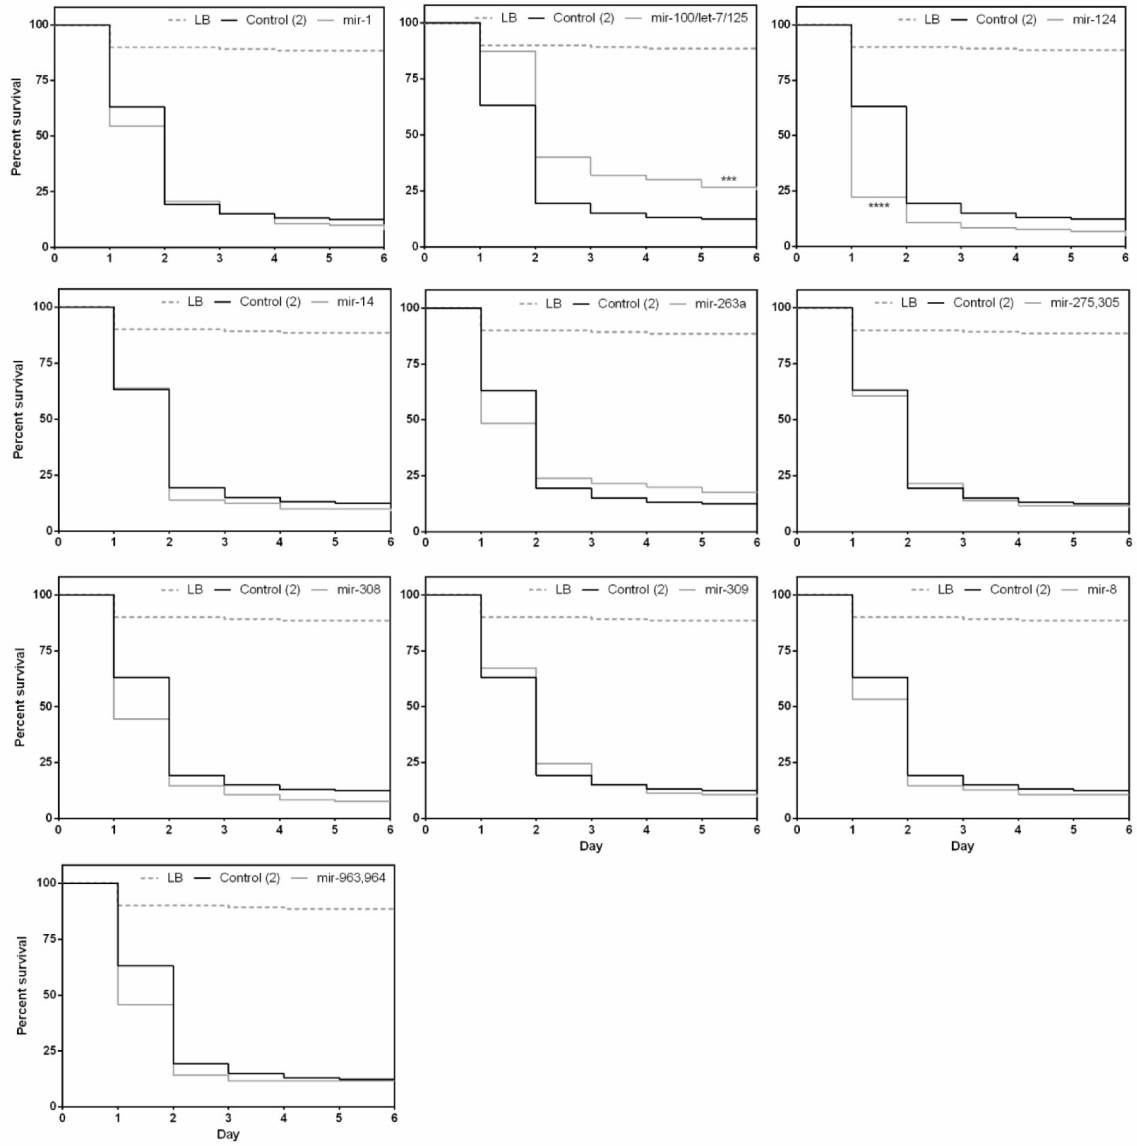 LB Control (2) mir-1
100
75
50
25
0
Percent survival
0 1 2 3 4 5 6
LB Control (2) mir-100/let-7/125
100
75
50
25
0
***
0 1 2 3 4 5 6
LB Control (2) mir-124
100
75
50
25
0
****
0 1 2 3 4 5 6
LB Control (2) mir-14
100
75
50
25
0
Percent survival
0 1 2 3 4 5 6
LB Control (2) mir-263a
100
75
50
25
0
0 1 2 3 4 5 6
LB Control (2) mir-275,305
100
75
50
25
0
0 1 2 3 4 5 6
LB Control (2) mir-308
100
75
50
25
0
Percent survival
0 1 2 3 4 5 6
LB Control (2) mir-309
100
75
50
25
0
0 1 2 3 4 5 6
Day
LB Control (2) mir-8
100
75
50
25
0
0 1 2 3 4 5 6
Day
LB Control (2) mir-963,964
100
75
50
25
0
Percent survival
0 1 2 3 4 5 6
Day